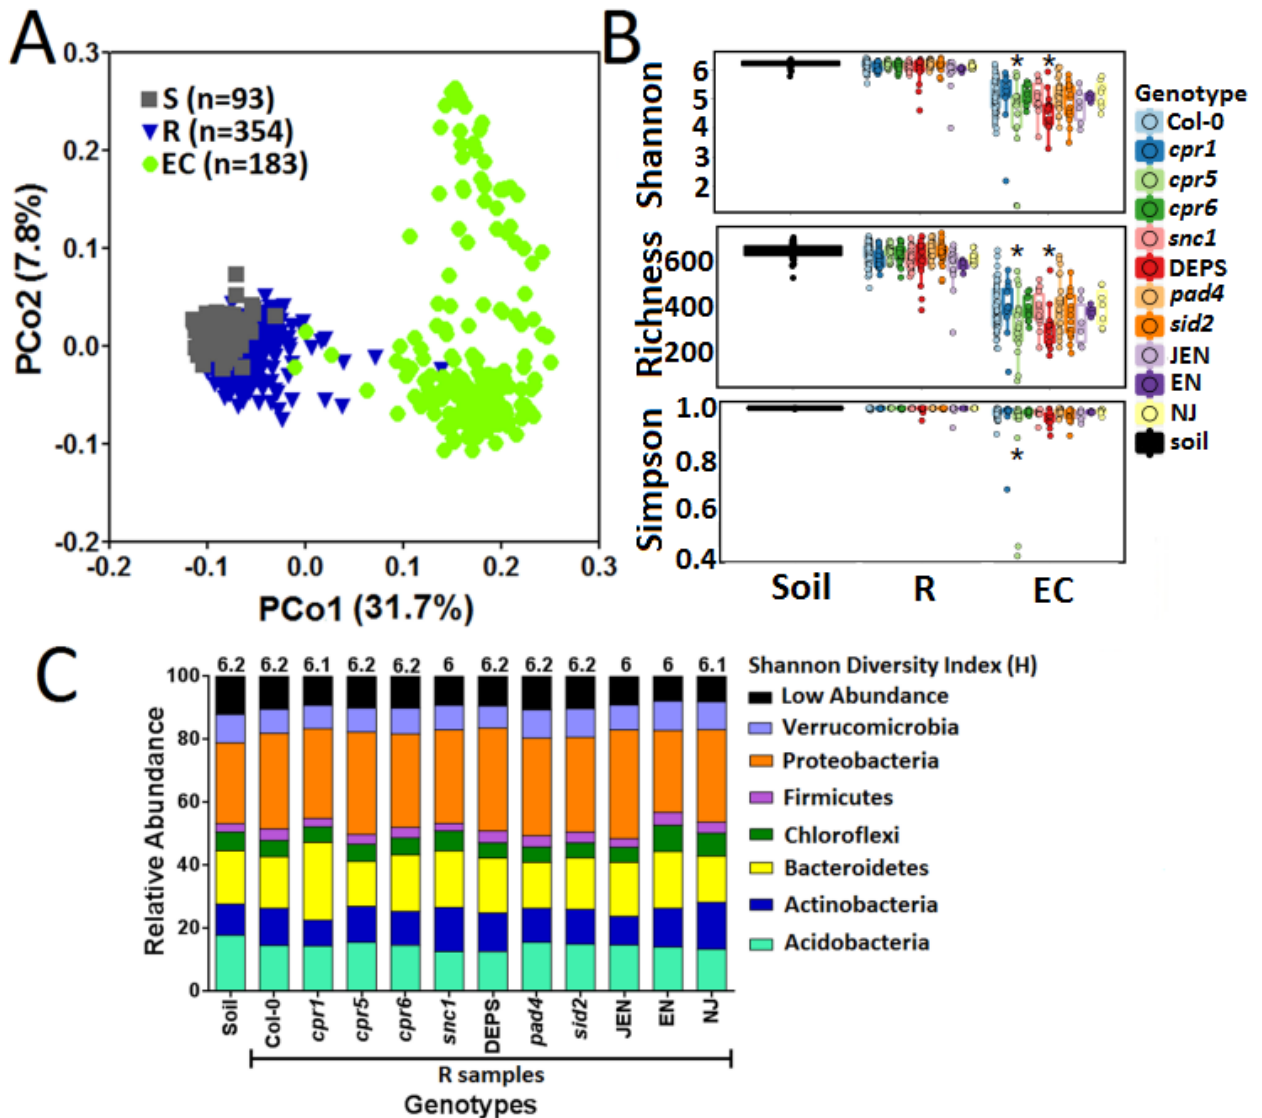 A
0.3
0.2
0.1
0.0
-0.1
-0.2
PCo2 (7.8%)
S (n=93)
R (n=354)
EC (n=183)
-0.2 -0.1 0.0 0.1 0.2 0.3
PCo1 (31.7%)
B
Shannon
6
5
4
3
2
* *
Richness
600
400
200
* *
Simpson
1.0
0.8
0.6
0.4
*
Soil R EC
Genotype
Col-0
cpr1
cpr5
cpr6
snc1
DEPS
pad4
sid2
JEN
EN
NJ
soil
C
6.2 6.2 6.1 6.2 6.2 6 6.2 6.2 6.2 6 6 6.1
Relative Abundance
100
80
60
40
20
0
Soil Col-0 cpr1 cpr5 cpr6 snc1 DEPS pad4 sid2 JEN EN NJ
R samples
Genotypes
Shannon Diversity Index (H)
Low Abundance
Verrucomicrobia
Proteobacteria
Firmicutes
Chloroflexi
Bacteroidetes
Actinobacteria
Acidobacteria